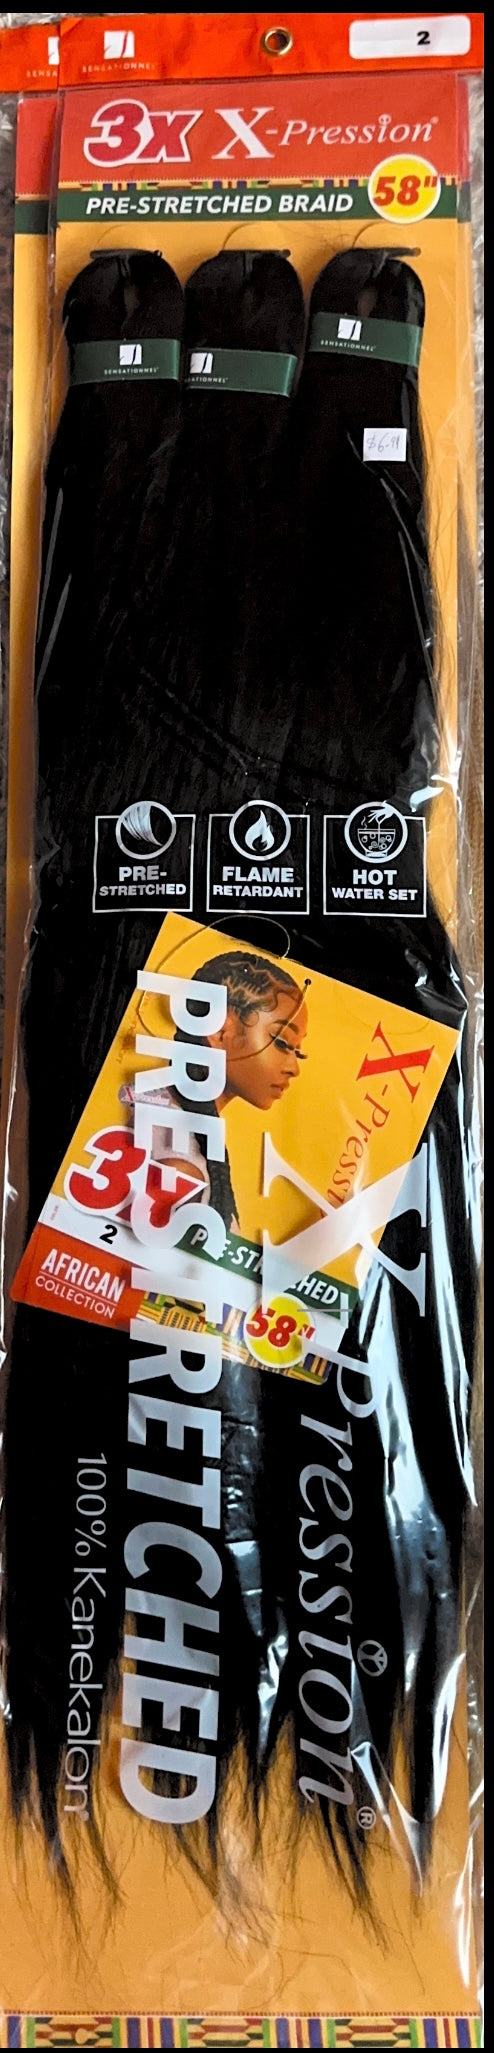 SENSATIONNEL
2
3X X-Pression®
58"
PRE-STRETCHED BRAID
SENSATIONNEL
SENSATIONNEL
SENSATIONNEL
$6.99
PRE-
STRETCHED
FLAME
RETARDANT
HOT
WATER SET
X-Pression
3X
2
PRE-STRETCHED
58"
AFRICAN
COLLECTION
X-Pression®
PRE-STRETCHED
100% Kanekalon®